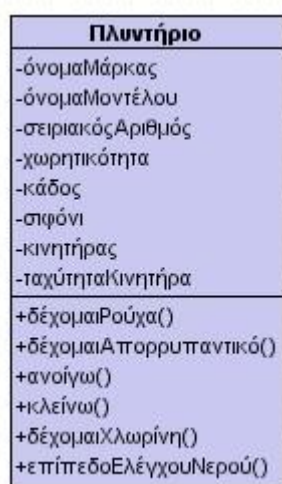 Πλυντήριο
-όνομαΜάρκας
-όνομαΜοντέλου
-σειριακόςΑριθμός
-χωρητικότητα
-κάδος
-σιφόνι
-κινητήρας
-ταχύτηταΚινητήρα
+δέχομαιΡούχα()
+δέχομαιΑπορρυπαντικό()
+ανοίγω()
+κλείνω()
+δέχομαιΧλωρίνη()
+επίπεδοΕλέγχουΝερού()